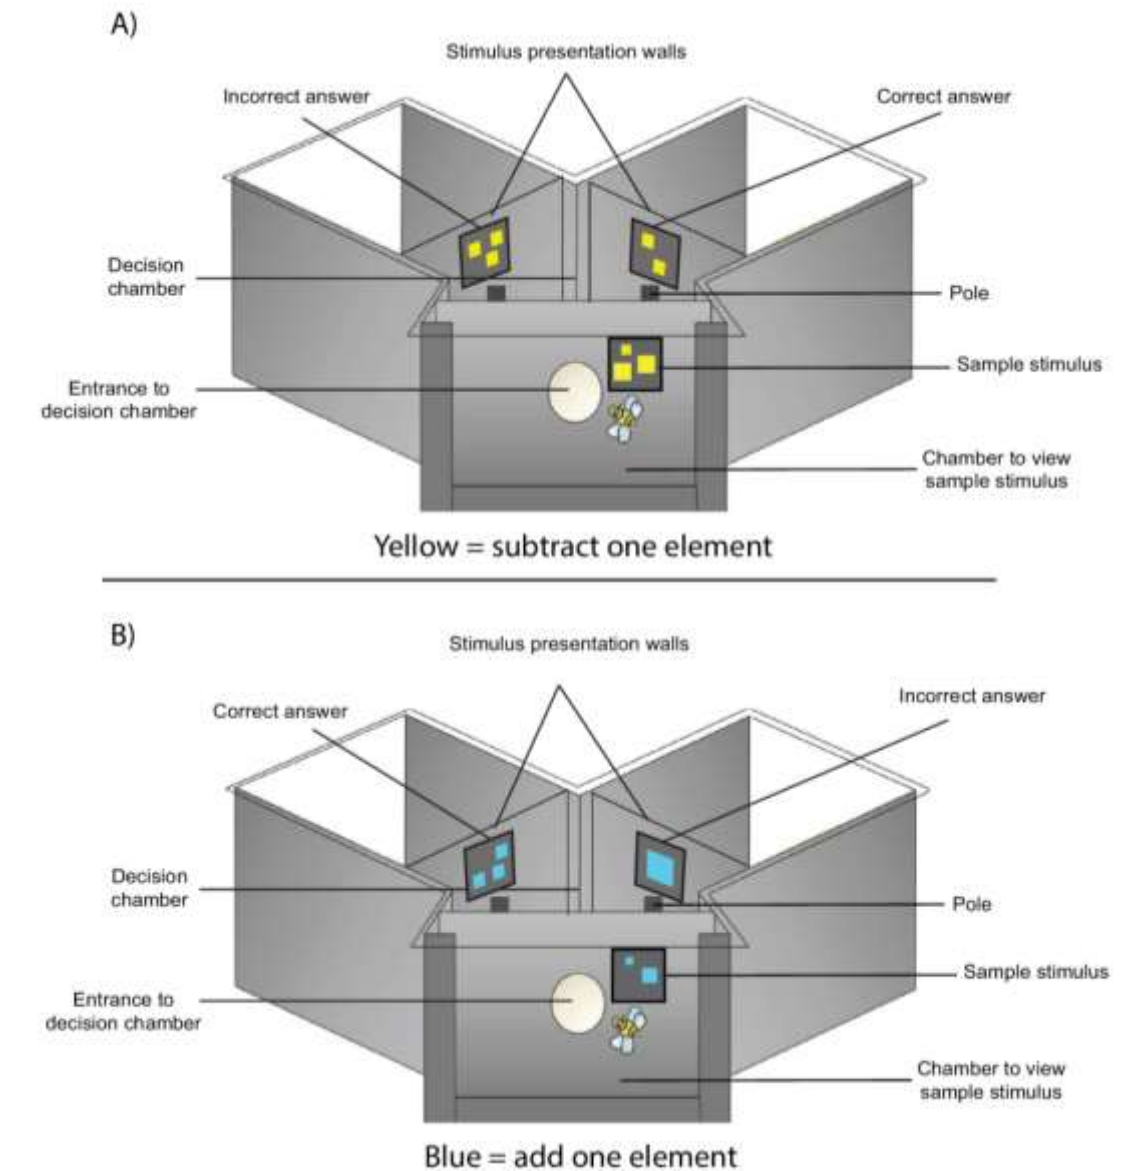 A)
Stimulus presentation walls
Incorrect answer
Correct answer
Decision
chamber
Pole
Sample stimulus
Entrance to
decision chamber
Chamber to view
sample stimulus
Yellow = subtract one element
B)
Stimulus presentation walls
Correct answer
Incorrect answer
Decision
chamber
Pole
Sample stimulus
Entrance to
decision chamber
Chamber to view
sample stimulus
Blue = add one element